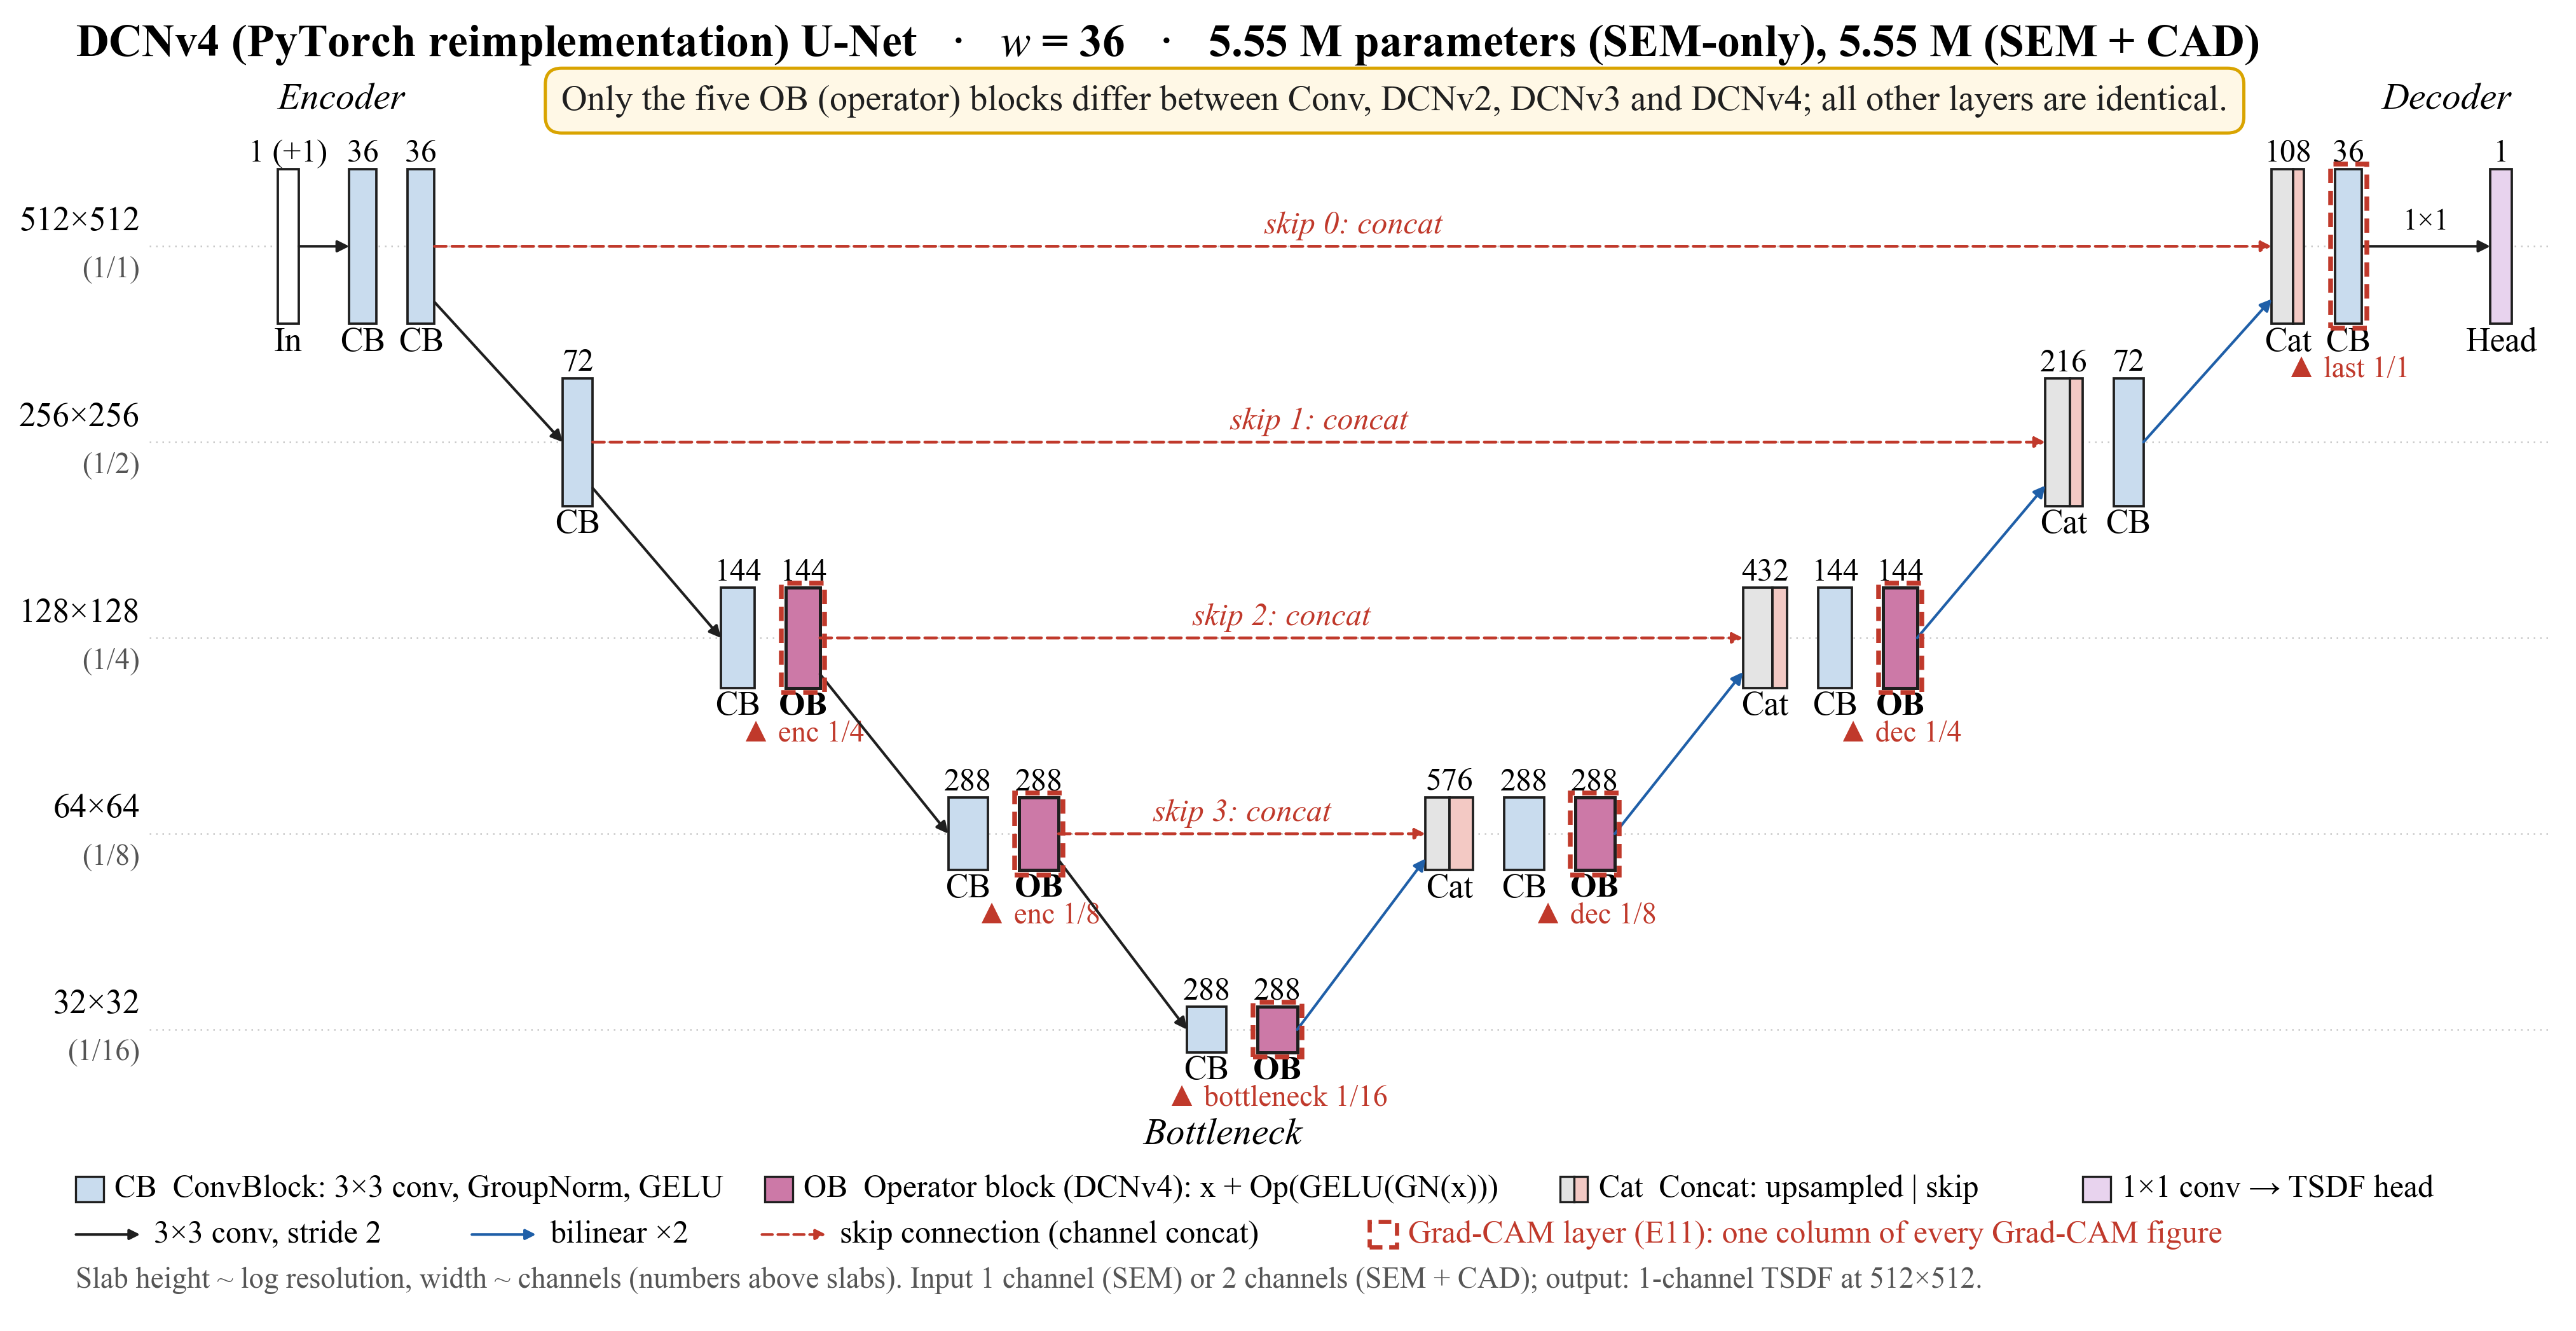 DCNv4 (PyTorch reimplementation) U-Net · w = 36 · 5.55 M parameters (SEM-only), 5.55 M (SEM + CAD)
Encoder
Only the five OB (operator) blocks differ between Conv, DCNv2, DCNv3 and DCNv4; all other layers are identical.
Decoder
1 (+1) 36 36
108 36 1
512×512
(1/1)
skip 0: concat
1×1
In CB CB
Cat CB Head
▲ last 1/1
72
216 72
256×256
(1/2)
skip 1: concat
CB
Cat CB
144 144
432 144 144
128×128
(1/4)
skip 2: concat
CB OB
Cat CB OB
▲ enc 1/4
▲ dec 1/4
288 288
576 288 288
64×64
(1/8)
skip 3: concat
CB OB
Cat CB OB
▲ enc 1/8
▲ dec 1/8
288 288
32×32
(1/16)
CB OB
▲ bottleneck 1/16
Bottleneck
CB ConvBlock: 3×3 conv, GroupNorm, GELU
OB Operator block (DCNv4): x + Op(GELU(GN(x)))
Cat Concat: upsampled | skip
1×1 conv → TSDF head
3×3 conv, stride 2
bilinear ×2
skip connection (channel concat)
Grad-CAM layer (E11): one column of every Grad-CAM figure
Slab height ~ log resolution, width ~ channels (numbers above slabs). Input 1 channel (SEM) or 2 channels (SEM + CAD); output: 1-channel TSDF at 512×512.